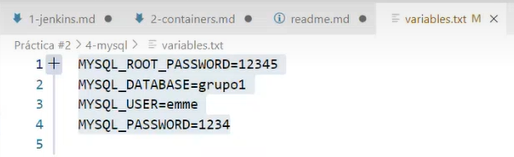 1-jenkins.md 2-containers.md readme.md variables.txt M
Práctica #2 > 4-mysql > variables.txt
1 MYSQL_ROOT_PASSWORD=12345
2 MYSQL_DATABASE=grupo1
3 MYSQL_USER=emme
4 MYSQL_PASSWORD=1234
5